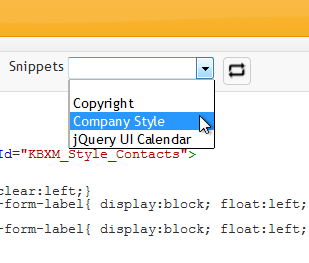 Snippets
Copyright
Company Style
jQuery UI Calendar
Id="KBXM_Style_Contacts">
clear:left;}
-form-label{ display:block; float:left;
-form-label{ display:block; float:left;